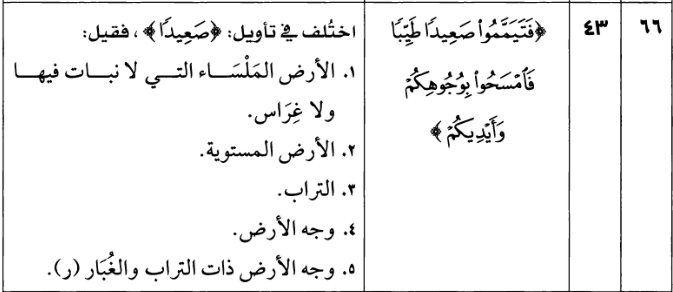 ٦٦ ٤٣ ﴿فَتَيَمَّمُوا۟ صَعِيدًا طَيِّبًا اختُلف في تأويل: ﴿صَعِيدًا﴾، فقيل:
فَٱمْسَحُوا۟ بِوُجُوهِكُمْ ١. الأرض المَلْسَاء التي لا نبات فيها
ولا غِرَاس.
وَأَيْدِيكُمْ﴾
٢. الأرض المستوية.
٣. التراب.
٤. وجه الأرض.
٥. وجه الأرض ذات التراب والغُبَار (ر).